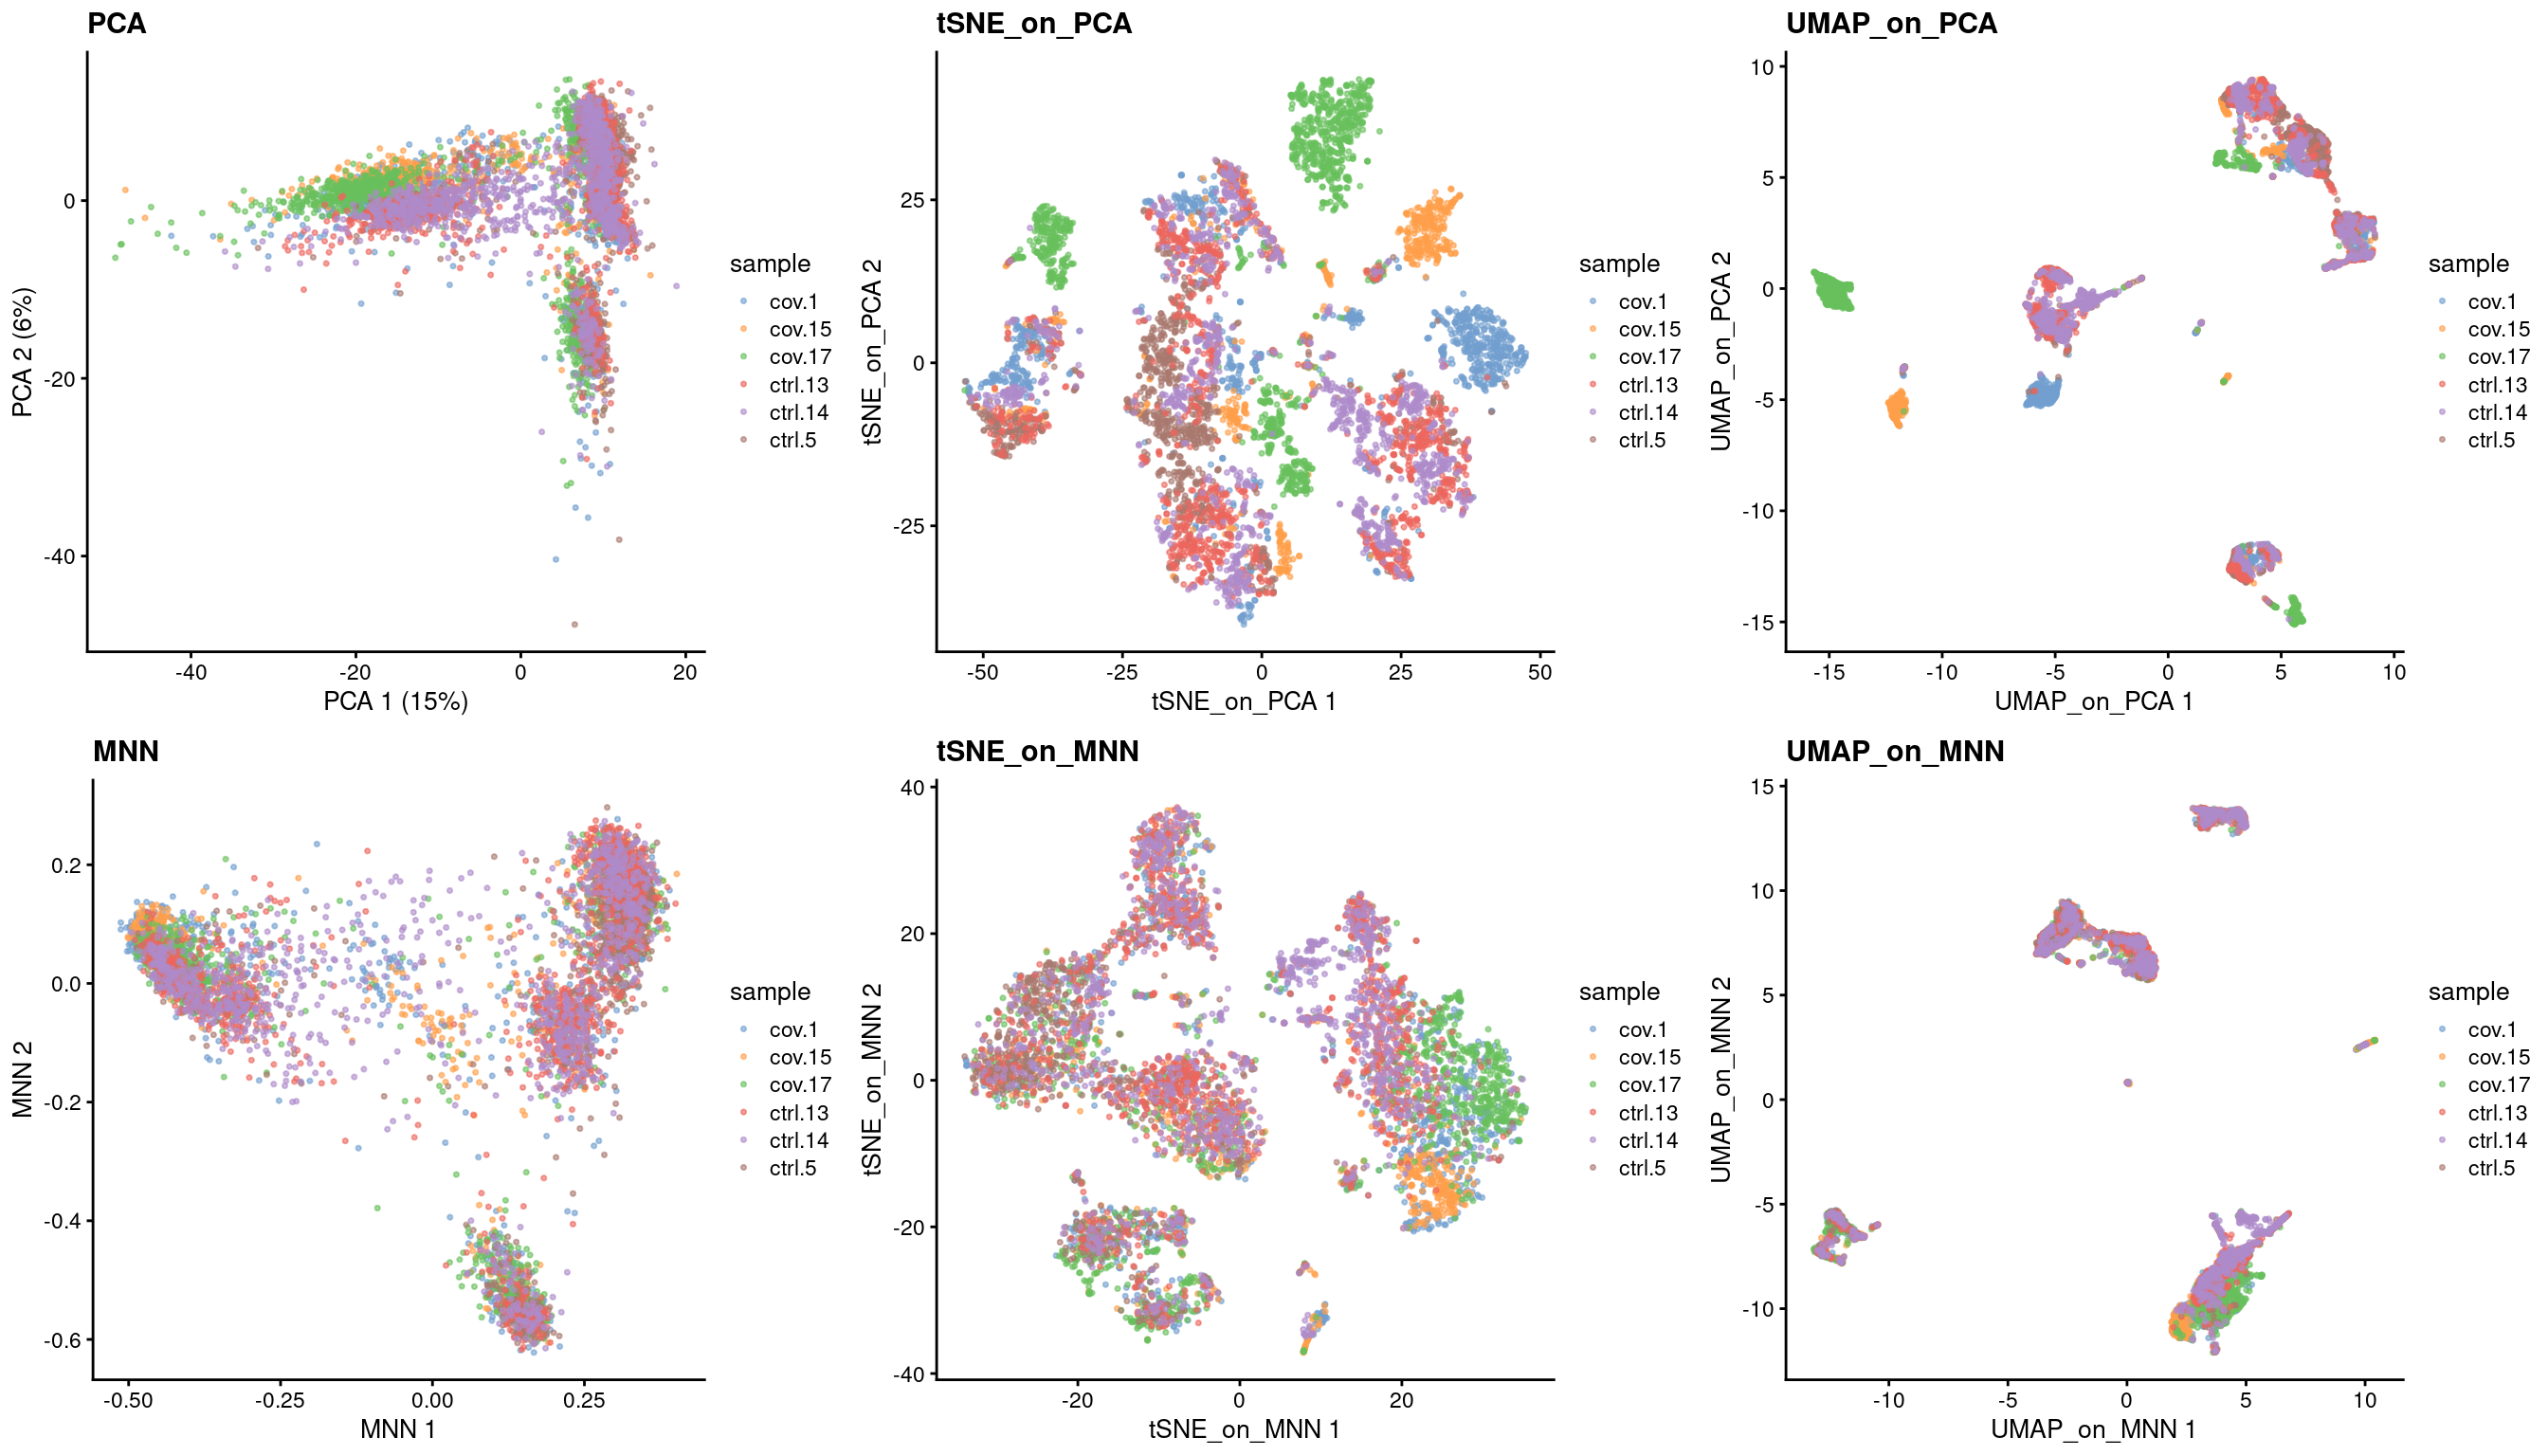 PCA
0
-20
-40
PCA 2 (6%)
-40
-20
0
20
PCA 1 (15%)
sample
cov.1
cov.15
cov.17
ctrl.13
ctrl.14
ctrl.5
tSNE_on_PCA
25
0
-25
tSNE_on_PCA 2
-50
-25
0
25
50
tSNE_on_PCA 1
sample
cov.1
cov.15
cov.17
ctrl.13
ctrl.14
ctrl.5
UMAP_on_PCA
10
5
0
-5
-10
-15
UMAP_on_PCA 2
-15
-10
-5
0
5
10
UMAP_on_PCA 1
sample
cov.1
cov.15
cov.17
ctrl.13
ctrl.14
ctrl.5
MNN
0.2
0.0
-0.2
-0.4
-0.6
MNN 2
-0.50
-0.25
0.00
0.25
MNN 1
sample
cov.1
cov.15
cov.17
ctrl.13
ctrl.14
ctrl.5
tSNE_on_MNN
40
20
0
-20
-40
tSNE_on_MNN 2
-20
0
20
tSNE_on_MNN 1
sample
cov.1
cov.15
cov.17
ctrl.13
ctrl.14
ctrl.5
UMAP_on_MNN
15
10
5
0
-5
-10
UMAP_on_MNN 2
-10
-5
0
5
10
UMAP_on_MNN 1
sample
cov.1
cov.15
cov.17
ctrl.13
ctrl.14
ctrl.5